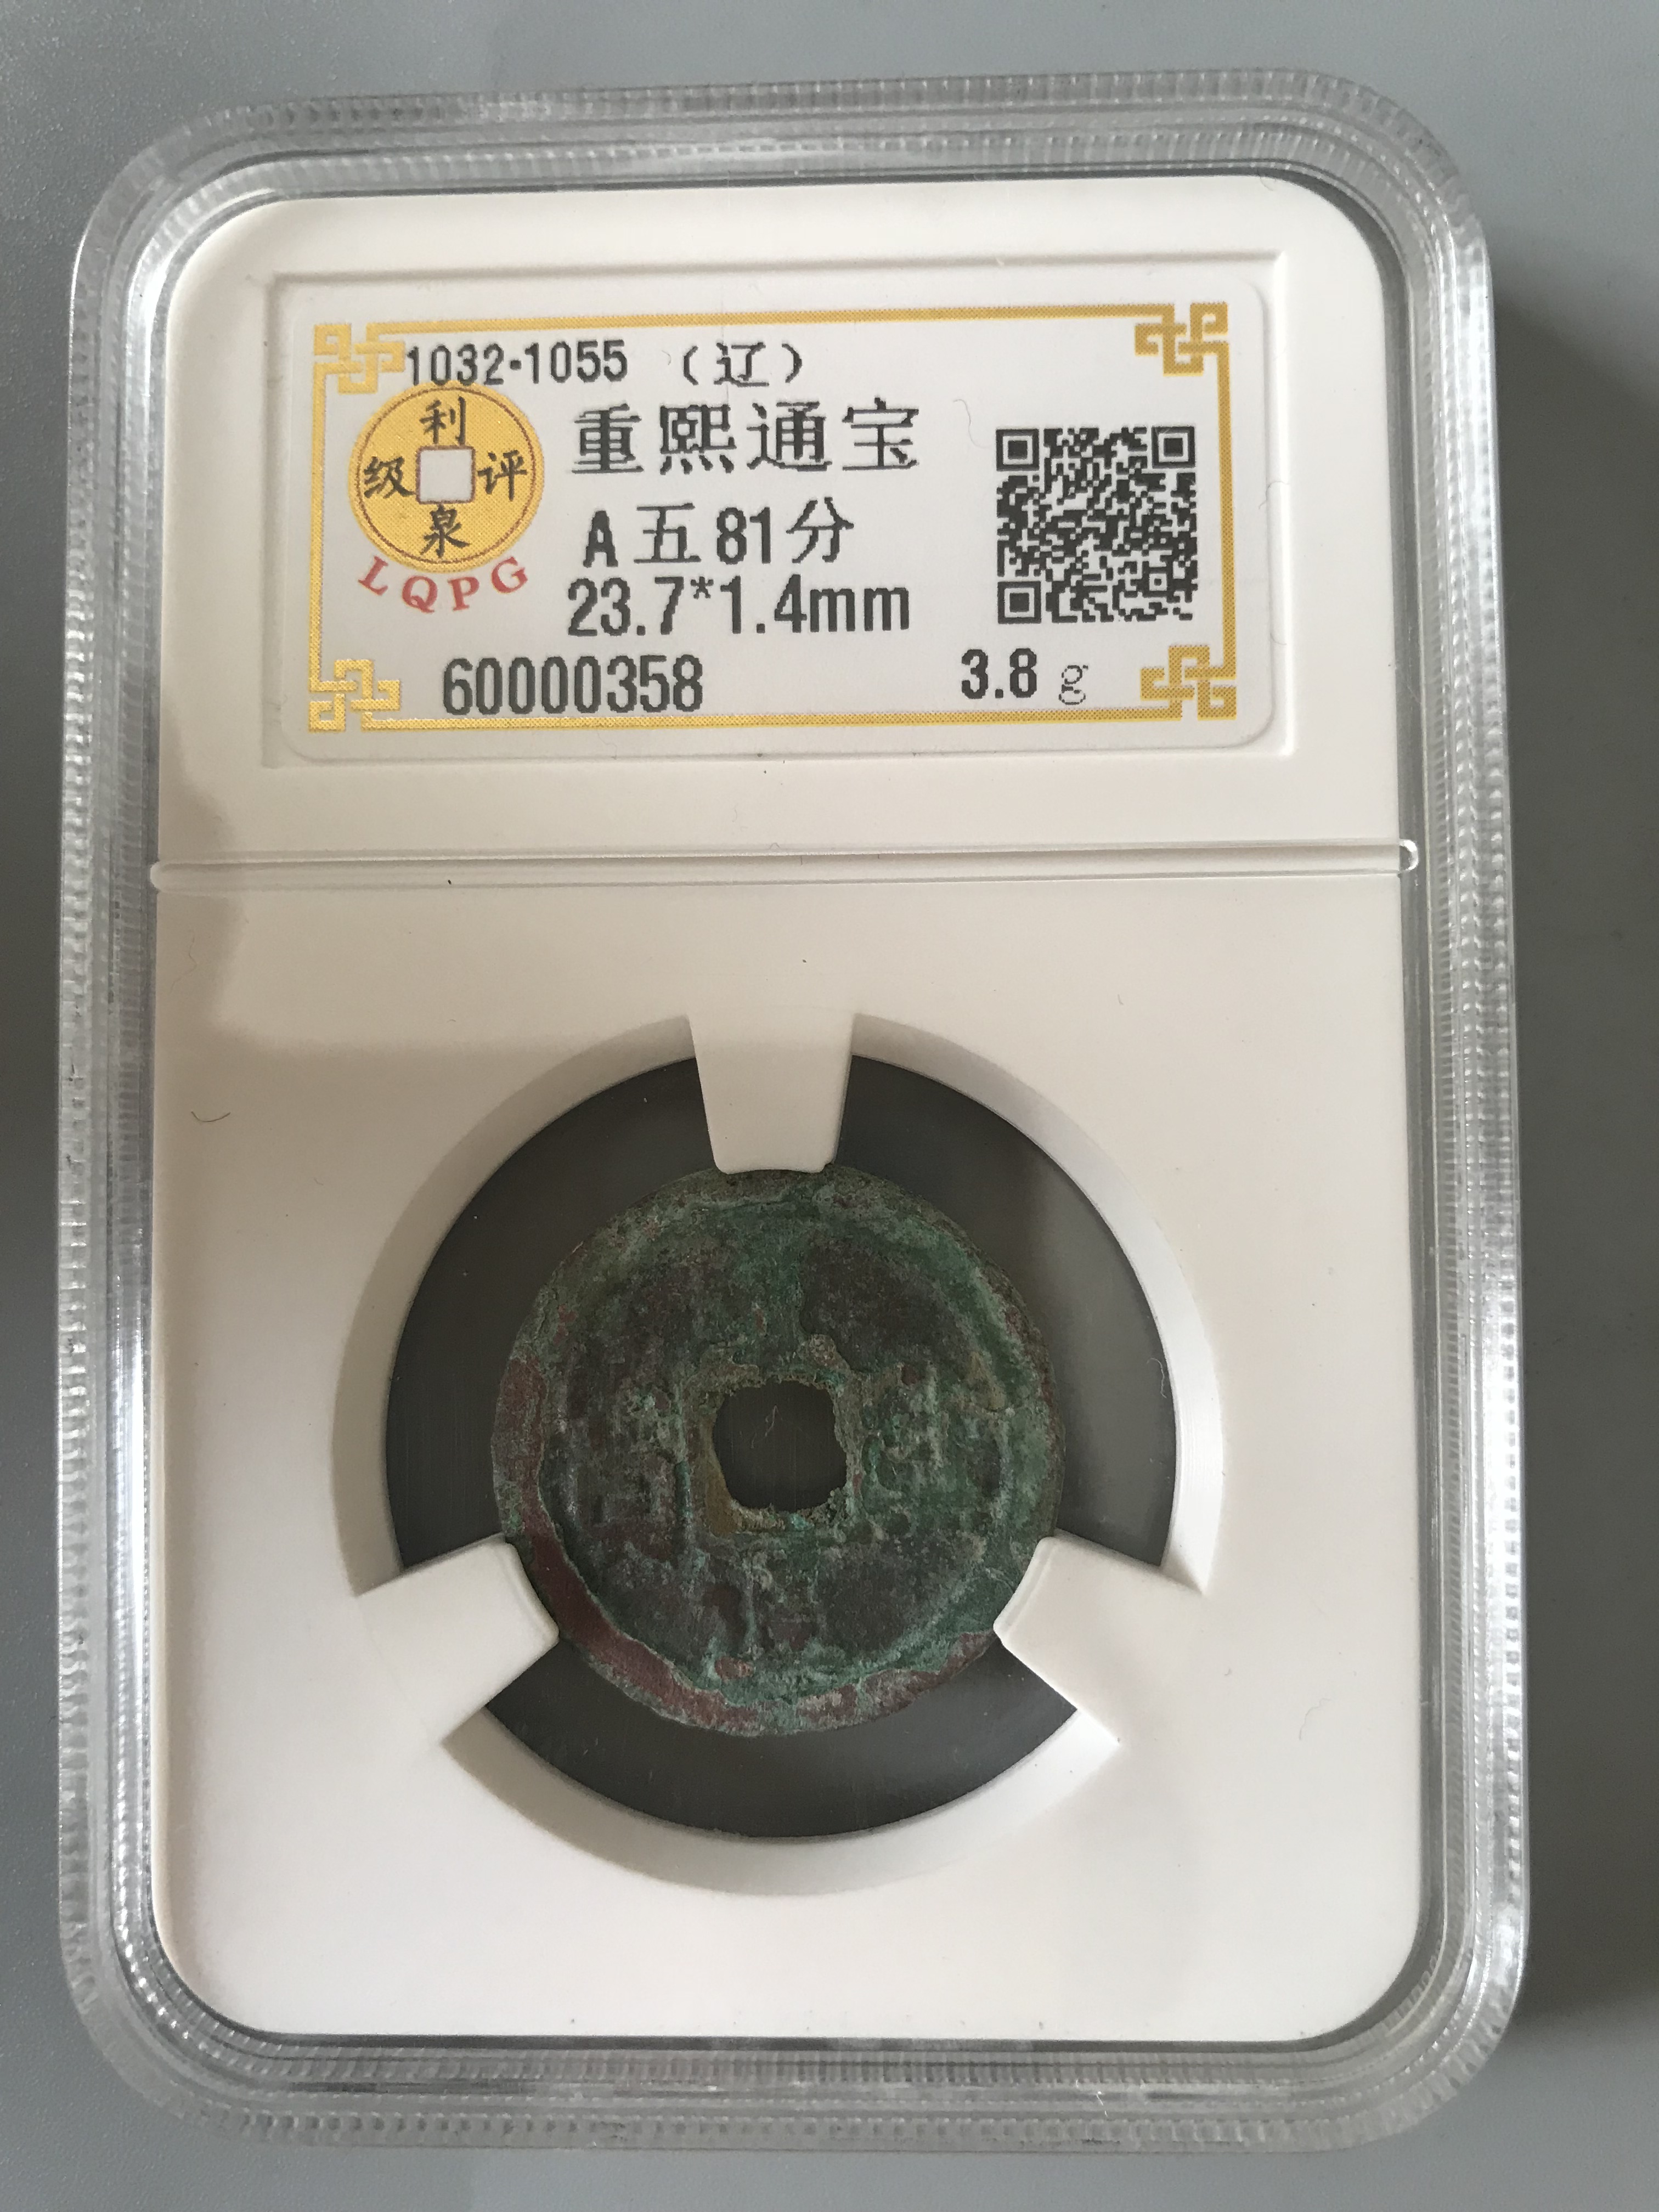 1032-1055 （辽）
利
级 评
泉
LQPG
重熙通宝
A 五 81分
23.7*1.4mm
60000358 3.8 g